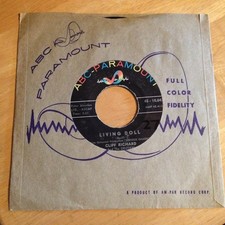 ABC-PARAMOUNT
FULL
COLOR
FIDELITY
ABC-PARAMOUNT
LIVING DOLL
CLIFF RICHARD
A PRODUCT OF AM-PAR RECORD CORP.